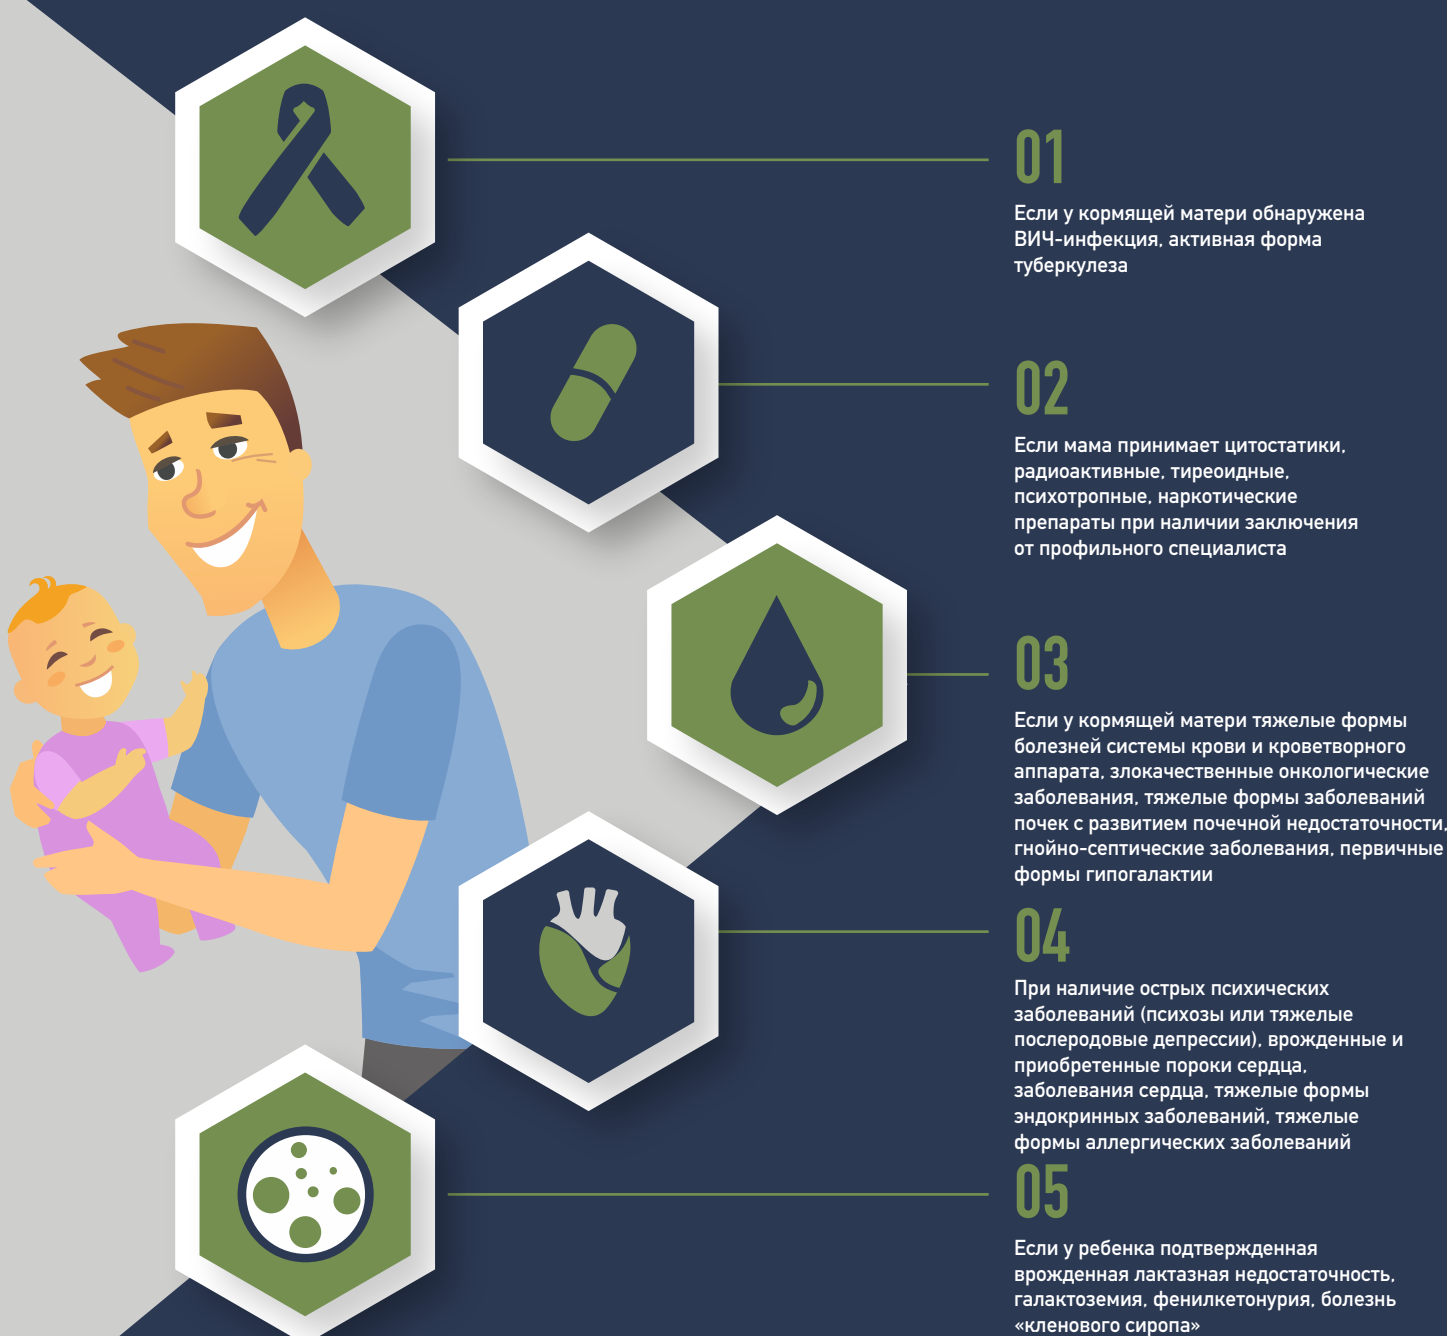 01
Если у кормящей матери обнаружена
ВИЧ-инфекция, активная форма
туберкулеза
02
Если мама принимает цитостатики,
радиоактивные, тиреоидные,
психотропные, наркотические
препараты при наличии заключения
от профильного специалиста
03
Если у кормящей матери тяжелые формы
болезней системы крови и кроветворного
аппарата, злокачественные онкологические
заболевания, тяжелые формы заболеваний
почек с развитием почечной недостаточности,
гнойно-септические заболевания, первичные
формы гипогалактии
04
При наличие острых психических
заболеваний (психозы или тяжелые
послеродовые депрессии), врожденные и
приобретенные пороки сердца,
заболевания сердца, тяжелые формы
эндокринных заболеваний, тяжелые
формы аллергических заболеваний
05
Если у ребенка подтвержденная
врожденная лактазная недостаточность,
галактоземия, фенилкетонурия, болезнь
«кленового сиропа»